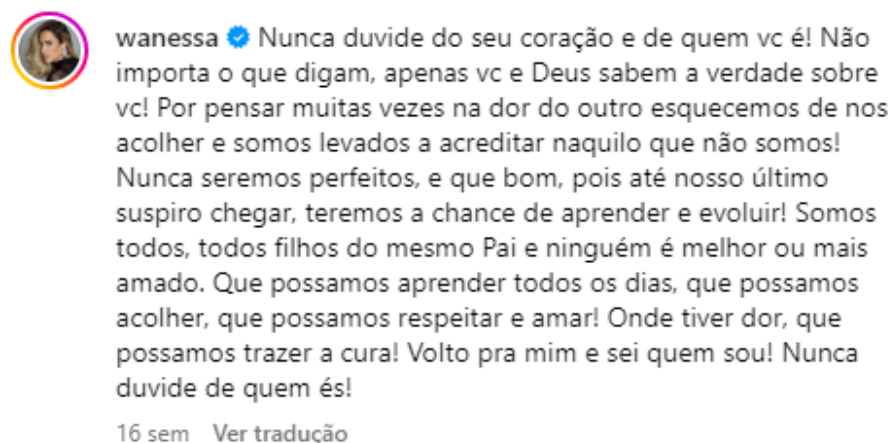 wanessa Nunca duvide do seu coração e de quem vc é! Não
importa o que digam, apenas vc e Deus sabem a verdade sobre
vc! Por pensar muitas vezes na dor do outro esquecemos de nos
acolher e somos levados a acreditar naquilo que não somos!
Nunca seremos perfeitos, e que bom, pois até nosso último
suspiro chegar, teremos a chance de aprender e evoluir! Somos
todos, todos filhos do mesmo Pai e ninguém é melhor ou mais
amado. Que possamos aprender todos os dias, que possamos
acolher, que possamos respeitar e amar! Onde tiver dor, que
possamos trazer a cura! Volto pra mim e sei quem sou! Nunca
duvide de quem és!
16 sem Ver tradução